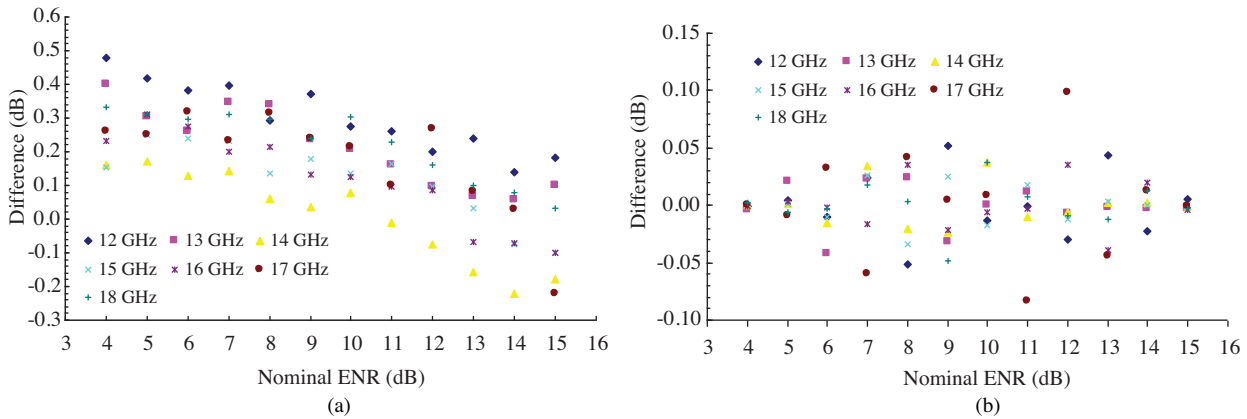 0.6
0.5
0.4
0.3
0.2
0.1
0.0
-0.1
-0.2
-0.3
Difference (dB)
12 GHz 13 GHz 14 GHz
15 GHz 16 GHz 17 GHz
18 GHz
3 4 5 6 7 8 9 10 11 12 13 14 15 16
Nominal ENR (dB)
(a)
0.15
0.10
0.05
0.00
-0.05
-0.10
Difference (dB)
12 GHz 13 GHz 14 GHz
15 GHz 16 GHz 17 GHz
18 GHz
3 4 5 6 7 8 9 10 11 12 13 14 15 16
Nominal ENR (dB)
(b)